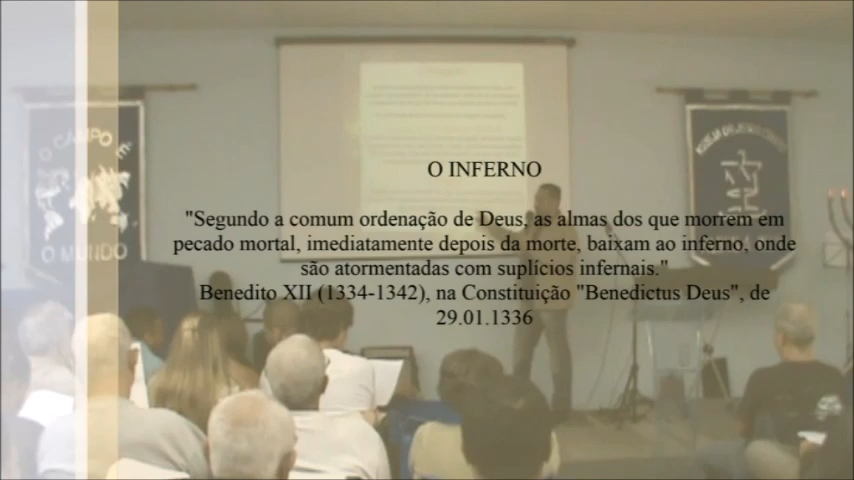 O CAMPO É
O MUNDO
O INFERNO
"Segundo a comum ordenação de Deus, as almas dos que morrem em
pecado mortal, imediatamente depois da morte, baixam ao inferno, onde
são atormentadas com suplícios infernais."
Benedito XII (1334-1342), na Constituição "Benedictus Deus", de
29.01.1336